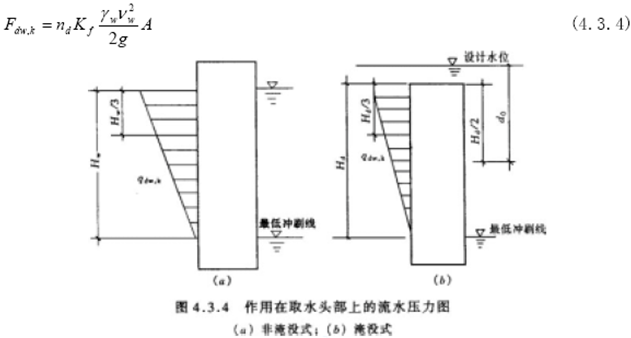 F_{dw,k} = n_d K_f \frac{γ_w ν_w^2}{2g} A (4.3.4)
设计水位
H_w/3
H_w
q_{dw,k}
最低冲刷线
(a)
H_d/3
H_d
q_{dw,k}
H_d/2
d_0
最低冲刷线
(b)
图 4.3.4 作用在取水头部上的流水压力图
(a) 非淹没式；(b) 淹没式